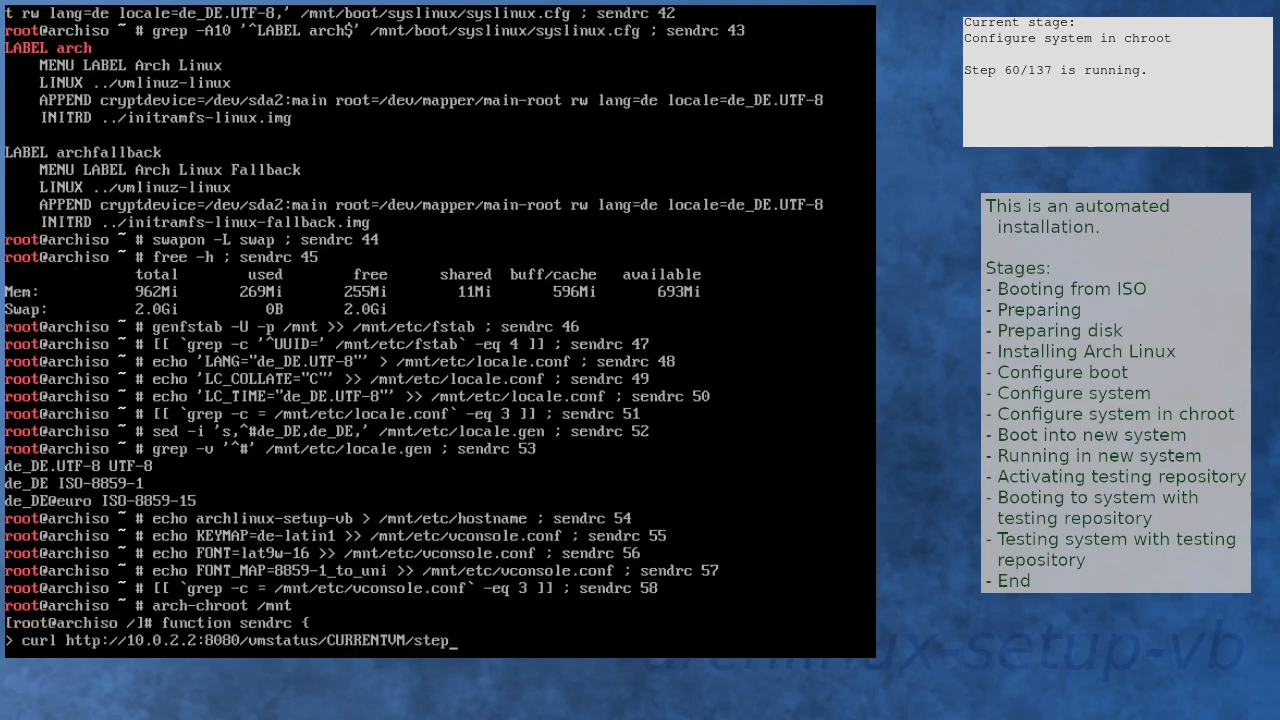 t rw lang=de locale=de_DE.UTF-8,' /mnt/boot/syslinux/syslinux.cfg ; sendrc 42
root@archiso ~ # grep -A10 '^LABEL arch$' /mnt/boot/syslinux/syslinux.cfg ; sendrc 43
LABEL arch
    MENU LABEL Arch Linux
    LINUX ../vmlinuz-linux
    APPEND cryptdevice=/dev/sda2:main root=/dev/mapper/main-root rw lang=de locale=de_DE.UTF-8
    INITRD ../initramfs-linux.img

LABEL archfallback
    MENU LABEL Arch Linux Fallback
    LINUX ../vmlinuz-linux
    APPEND cryptdevice=/dev/sda2:main root=/dev/mapper/main-root rw lang=de locale=de_DE.UTF-8
    INITRD ../initramfs-linux-fallback.img
root@archiso ~ # swapon -L swap ; sendrc 44
root@archiso ~ # free -h ; sendrc 45
               total        used        free      shared  buff/cache   available
Mem:           962Mi       269Mi       255Mi        11Mi       596Mi       693Mi
Swap:          2.0Gi          0B       2.0Gi
root@archiso ~ # genfstab -U -p /mnt >> /mnt/etc/fstab ; sendrc 46
root@archiso ~ # [[ `grep -c '^UUID=' /mnt/etc/fstab` -eq 4 ]] ; sendrc 47
root@archiso ~ # echo 'LANG="de_DE.UTF-8"' > /mnt/etc/locale.conf ; sendrc 48
root@archiso ~ # echo 'LC_COLLATE="C"' >> /mnt/etc/locale.conf ; sendrc 49
root@archiso ~ # echo 'LC_TIME="de_DE.UTF-8"' >> /mnt/etc/locale.conf ; sendrc 50
root@archiso ~ # [[ `grep -c = /mnt/etc/locale.conf` -eq 3 ]] ; sendrc 51
root@archiso ~ # sed -i 's,^#de_DE,de_DE,' /mnt/etc/locale.gen ; sendrc 52
root@archiso ~ # grep -v '^#' /mnt/etc/locale.gen ; sendrc 53
de_DE.UTF-8 UTF-8
de_DE ISO-8859-1
de_DE@euro ISO-8859-15
root@archiso ~ # echo archlinux-setup-vb > /mnt/etc/hostname ; sendrc 54
root@archiso ~ # echo KEYMAP=de-latin1 >> /mnt/etc/vconsole.conf ; sendrc 55
root@archiso ~ # echo FONT=lat9w-16 >> /mnt/etc/vconsole.conf ; sendrc 56
root@archiso ~ # echo FONT_MAP=8859-1_to_uni >> /mnt/etc/vconsole.conf ; sendrc 57
root@archiso ~ # [[ `grep -c = /mnt/etc/vconsole.conf` -eq 3 ]] ; sendrc 58
root@archiso ~ # arch-chroot /mnt
[root@archiso /]# function sendrc {
> curl http://10.0.2.2:8080/vmstatus/CURRENTVM/step_
Current stage:
Configure system in chroot

Step 60/137 is running.
This is an automated
installation.

Stages:
- Booting from ISO
- Preparing
- Preparing disk
- Installing Arch Linux
- Configure boot
- Configure system
- Configure system in chroot
- Boot into new system
- Running in new system
- Activating testing repository
- Booting to system with
testing repository
- Testing system with testing
repository
- End
archlinux-setup-vb